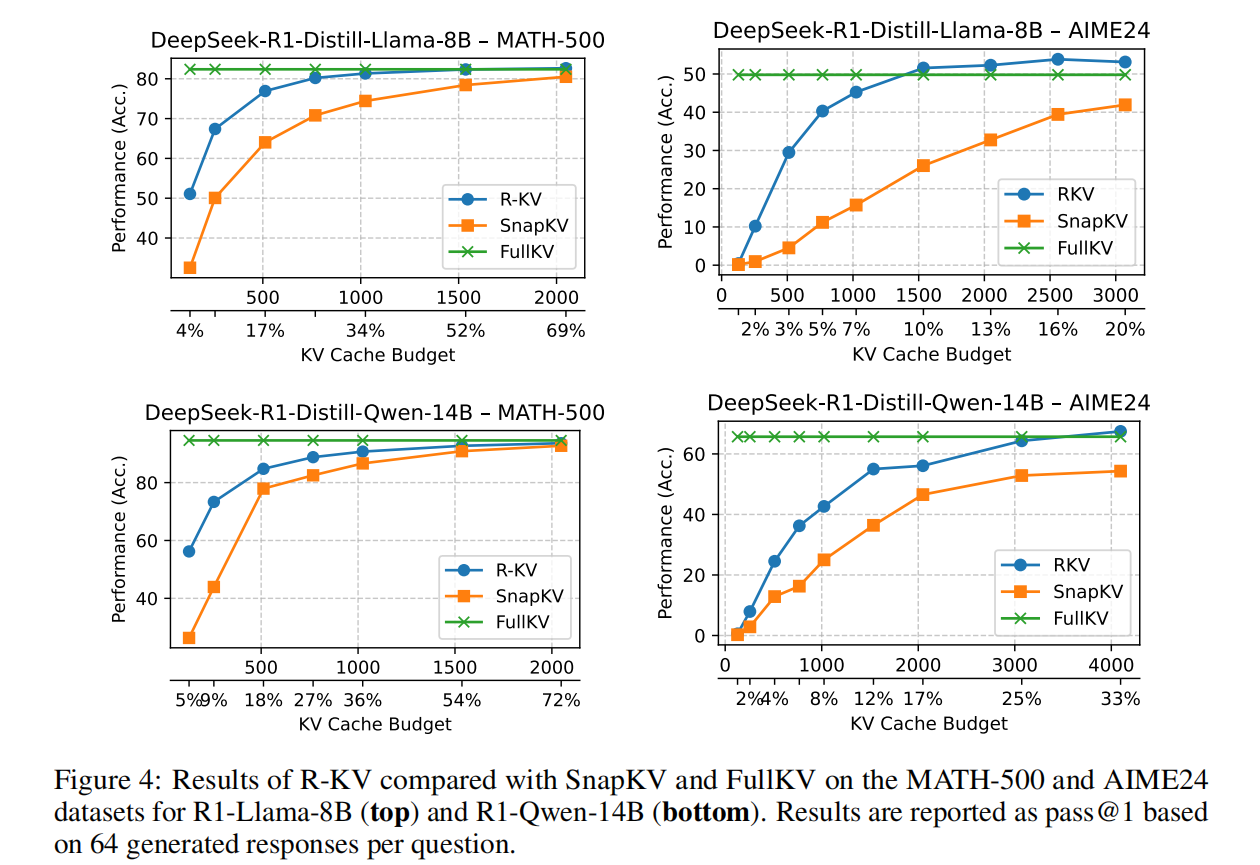 DeepSeek-R1-Distill-Llama-8B – MATH-500
Performance (Acc.)
80
70
60
50
40
R-KV
SnapKV
FullKV
500 1000 1500 2000
4% 17% 34% 52% 69%
KV Cache Budget
DeepSeek-R1-Distill-Llama-8B – AIME24
Performance (Acc.)
50
40
30
20
10
0
RKV
SnapKV
FullKV
0 500 1000 1500 2000 2500 3000
2% 3% 5% 7% 10% 13% 16% 20%
KV Cache Budget
DeepSeek-R1-Distill-Qwen-14B – MATH-500
Performance (Acc.)
80
60
40
R-KV
SnapKV
FullKV
500 1000 1500 2000
5% 9% 18% 27% 36% 54% 72%
KV Cache Budget
DeepSeek-R1-Distill-Qwen-14B – AIME24
Performance (Acc.)
60
40
20
0
RKV
SnapKV
FullKV
0 1000 2000 3000 4000
2% 4% 8% 12% 17% 25% 33%
KV Cache Budget
Figure 4: Results of R-KV compared with SnapKV and FullKV on the MATH-500 and AIME24
datasets for R1-Llama-8B (top) and R1-Qwen-14B (bottom). Results are reported as pass@1 based
on 64 generated responses per question.